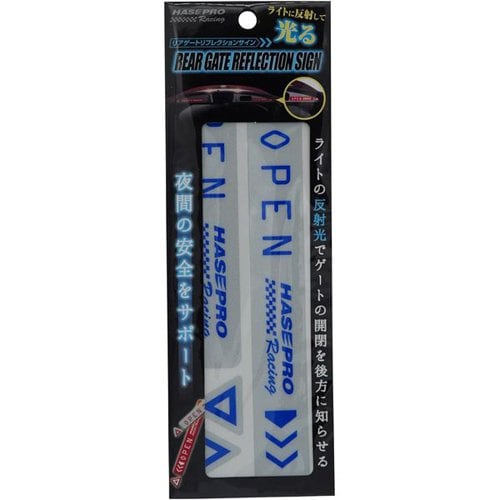 HASEPRO
Racing
ライトに反射して
光る
リアゲートリフレクションサイン
REAR GATE REFLECTION SIGN
ライトの反射光でゲートの開閉を後方に知らせる
夜間の安全をサポート
OPEN
HASEPRO
Racing
PEN
HASEPRO
Racing
OPEN
OPEN